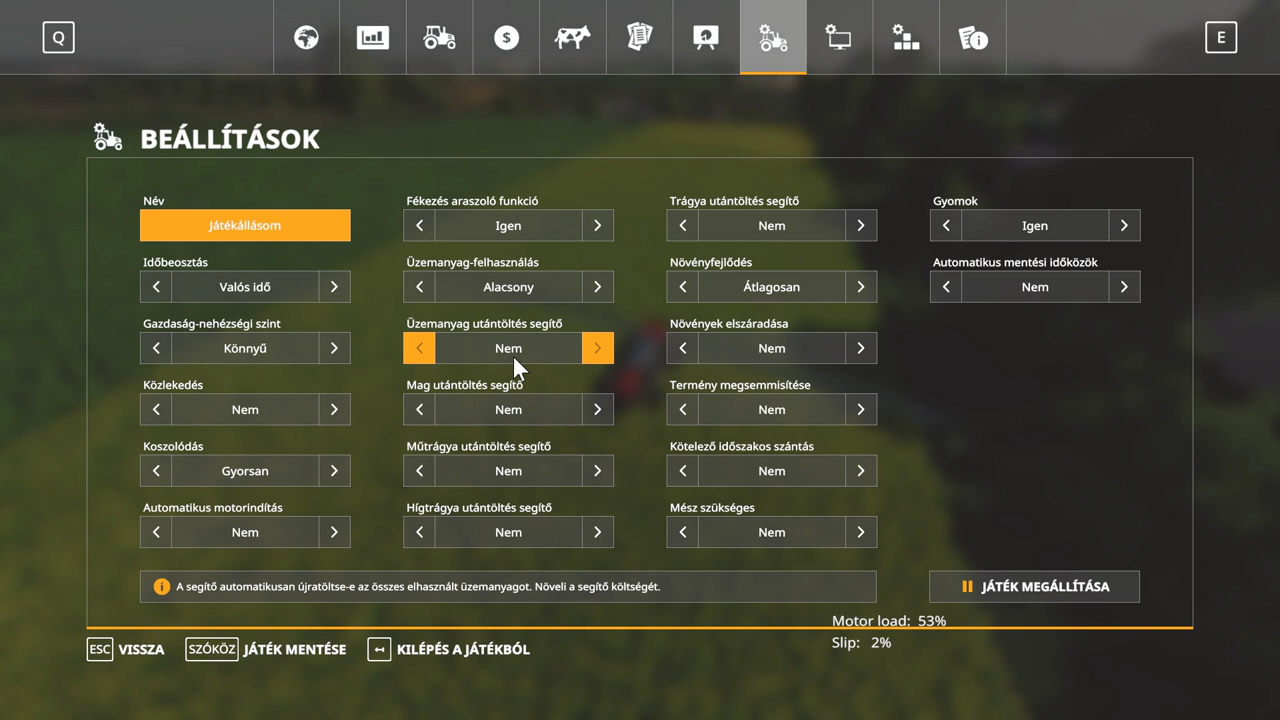 Q
E
BEÁLLÍTÁSOK
Név
Játékállásom
Időbeosztás
Valós idő
Gazdaság-nehézségi szint
Könnyű
Közlekedés
Nem
Koszolódás
Gyorsan
Automatikus motorindítás
Nem
Fékezés araszoló funkció
Igen
Üzemanyag-felhasználás
Alacsony
Üzemanyag utántöltés segítő
Nem
Mag utántöltés segítő
Nem
Műtrágya utántöltés segítő
Nem
Hígtrágya utántöltés segítő
Nem
Trágya utántöltés segítő
Nem
Növényfejlődés
Átlagosan
Növények elszáradása
Nem
Termény megsemmisítése
Nem
Kötelező időszakos szántás
Nem
Mész szükséges
Nem
Gyomok
Igen
Automatikus mentési időközök
Nem
A segítő automatikusan újratöltse-e az összes elhasznált üzemanyagot. Növeli a segítő költségét.
JÁTÉK MEGÁLLÍTÁSA
Motor load: 53%
Slip: 2%
ESC VISSZA SZÓKÖZ JÁTÉK MENTÉSE KILÉPÉS A JÁTÉKBÓL